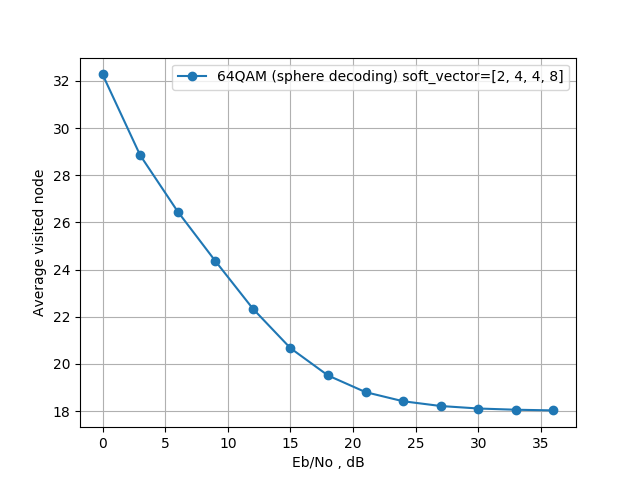 64QAM (sphere decoding) soft_vector=[2, 4, 4, 8]
32
30
28
26
24
22
20
18
Average visited node
0 5 10 15 20 25 30 35
Eb/No , dB